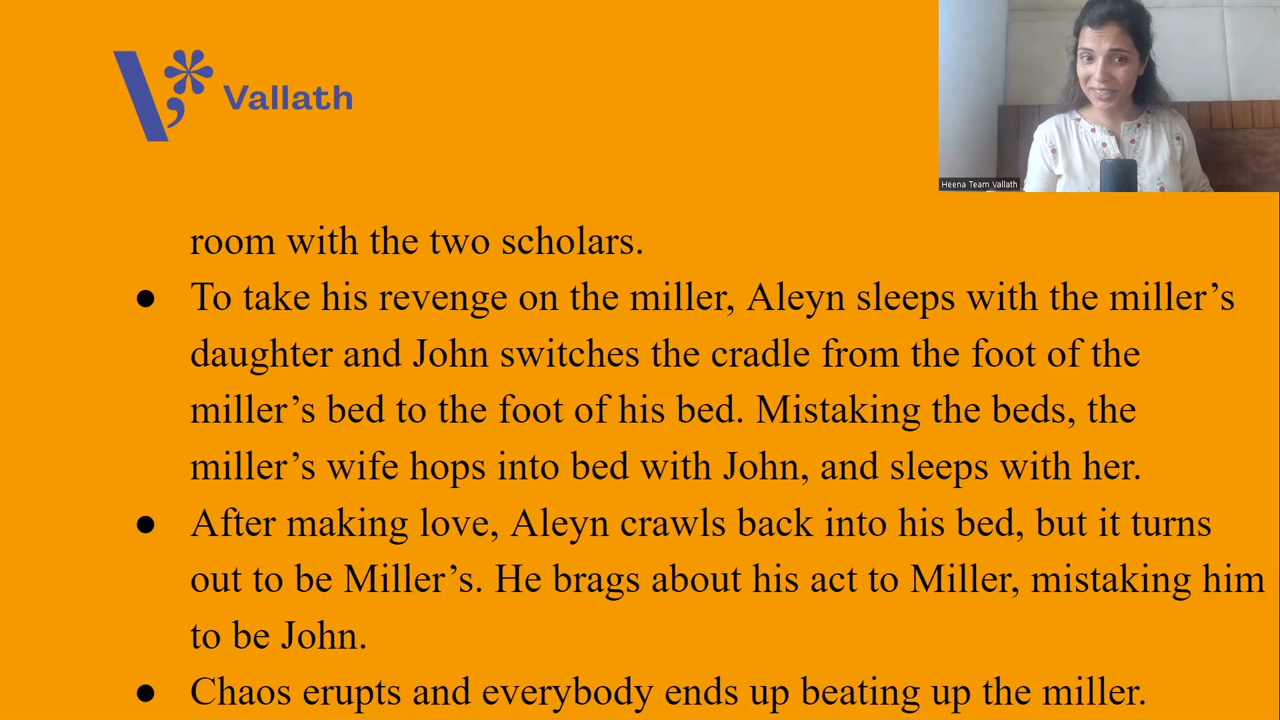 Vallath
Heena Team Vallath
room with the two scholars.
● To take his revenge on the miller, Aleyn sleeps with the miller’s
daughter and John switches the cradle from the foot of the
miller’s bed to the foot of his bed. Mistaking the beds, the
miller’s wife hops into bed with John, and sleeps with her.
● After making love, Aleyn crawls back into his bed, but it turns
out to be Miller’s. He brags about his act to Miller, mistaking him
to be John.
● Chaos erupts and everybody ends up beating up the miller.